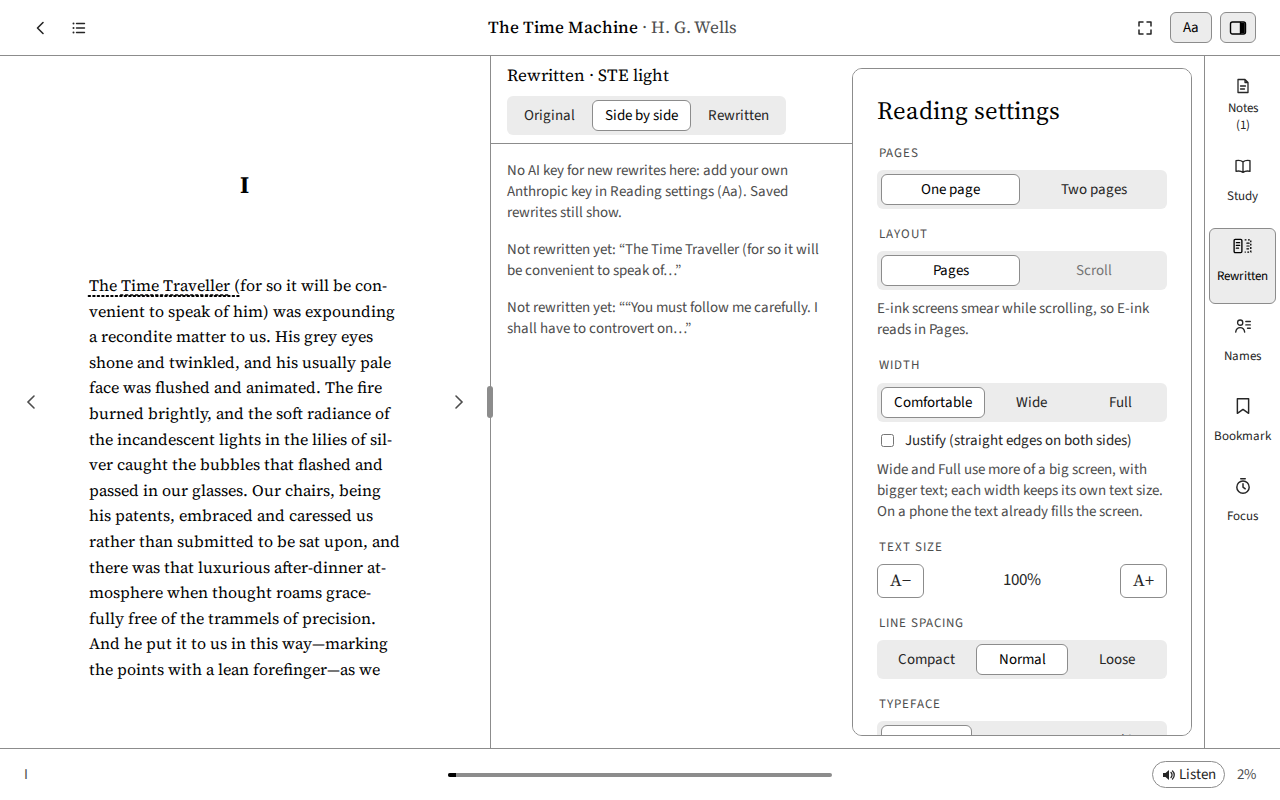 The Time Machine · H. G. Wells
Aa
I
The Time Traveller (for so it will be con-
venient to speak of him) was expounding
a recondite matter to us. His grey eyes
shone and twinkled, and his usually pale
face was flushed and animated. The fire
burned brightly, and the soft radiance of
the incandescent lights in the lilies of sil-
ver caught the bubbles that flashed and
passed in our glasses. Our chairs, being
his patents, embraced and caressed us
rather than submitted to be sat upon, and
there was that luxurious after-dinner at-
mosphere when thought roams grace-
fully free of the trammels of precision.
And he put it to us in this way—marking
the points with a lean forefinger—as we
Rewritten · STE light
Original Side by side Rewritten
No AI key for new rewrites here: add your own
Anthropic key in Reading settings (Aa). Saved
rewrites still show.
Not rewritten yet: “The Time Traveller (for so it will
be convenient to speak of…”
Not rewritten yet: ““You must follow me carefully. I
shall have to controvert on…”
Reading settings
PAGES
One page Two pages
LAYOUT
Pages Scroll
E-ink screens smear while scrolling, so E-ink
reads in Pages.
WIDTH
Comfortable Wide Full
Justify (straight edges on both sides)
Wide and Full use more of a big screen, with
bigger text; each width keeps its own text size.
On a phone the text already fills the screen.
TEXT SIZE
A− 100% A+
LINE SPACING
Compact Normal Loose
TYPEFACE
Notes
(1)
Study
Rewritten
Names
Bookmark
Focus
I
Listen 2%